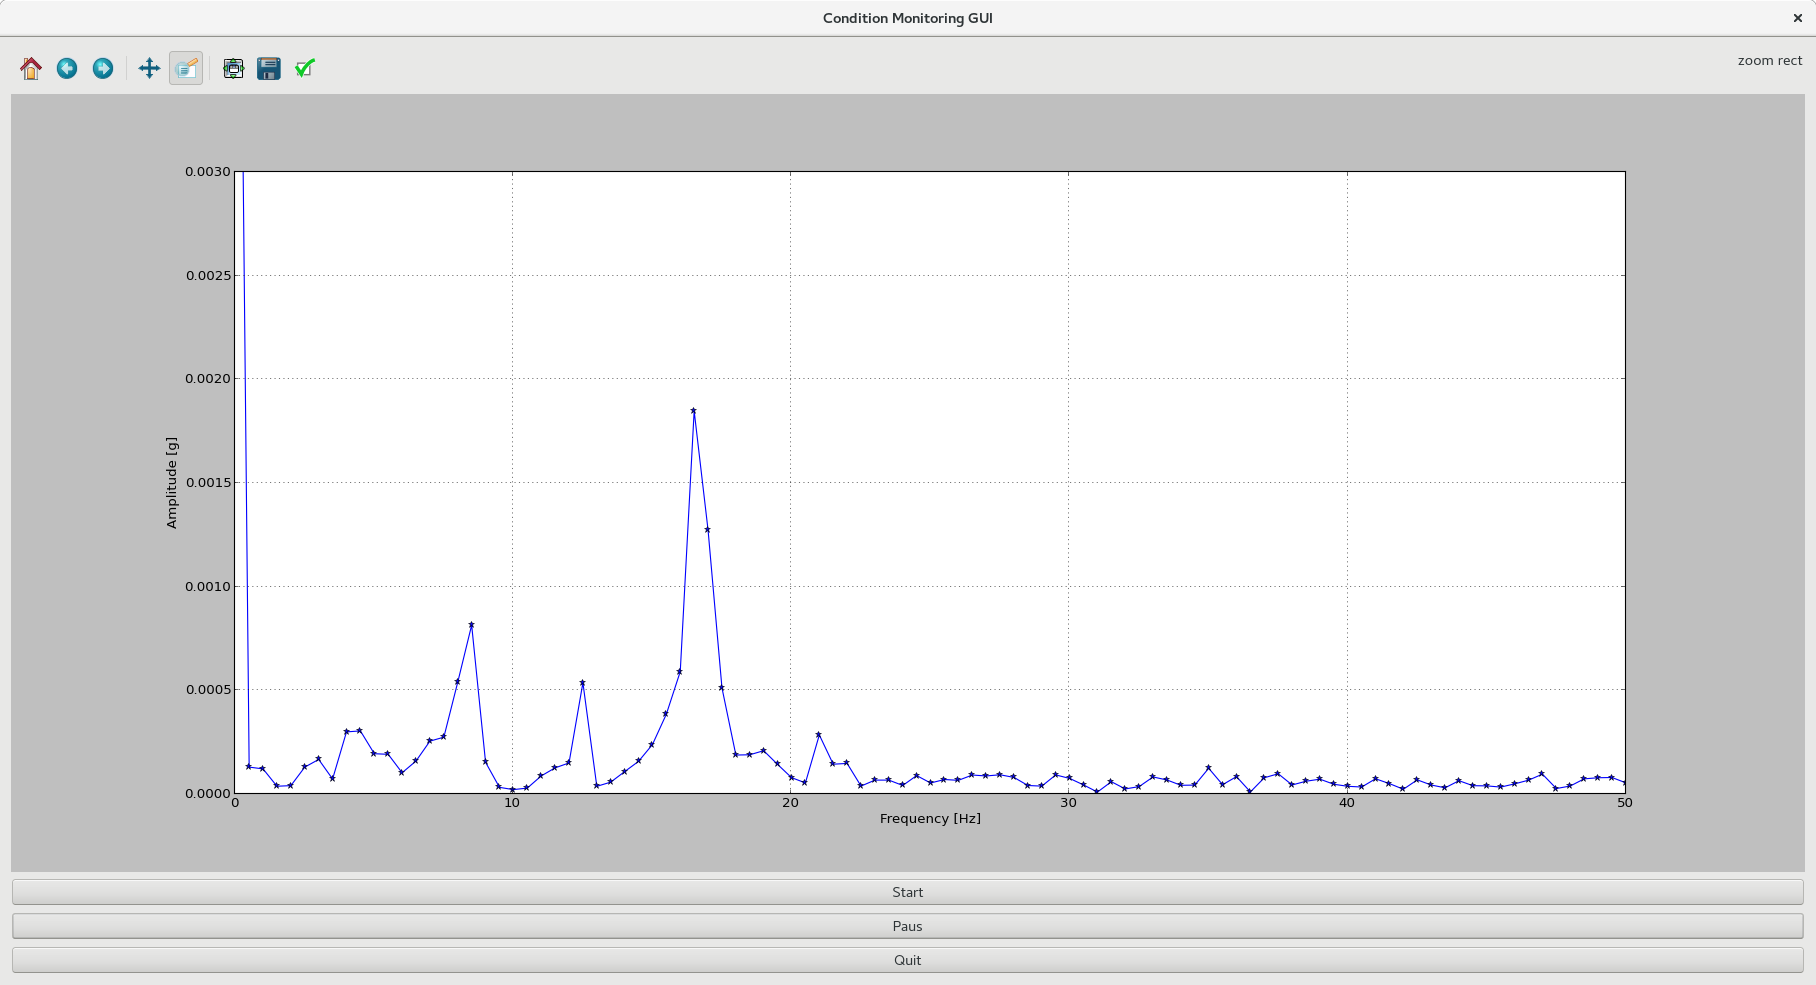 Condition Monitoring GUI
zoom rect
0.0030
0.0025
0.0020
0.0015
0.0010
0.0005
0.0000
Amplitude [g]
0 10 20 30 40 50
Frequency [Hz]
Start
Paus
Quit